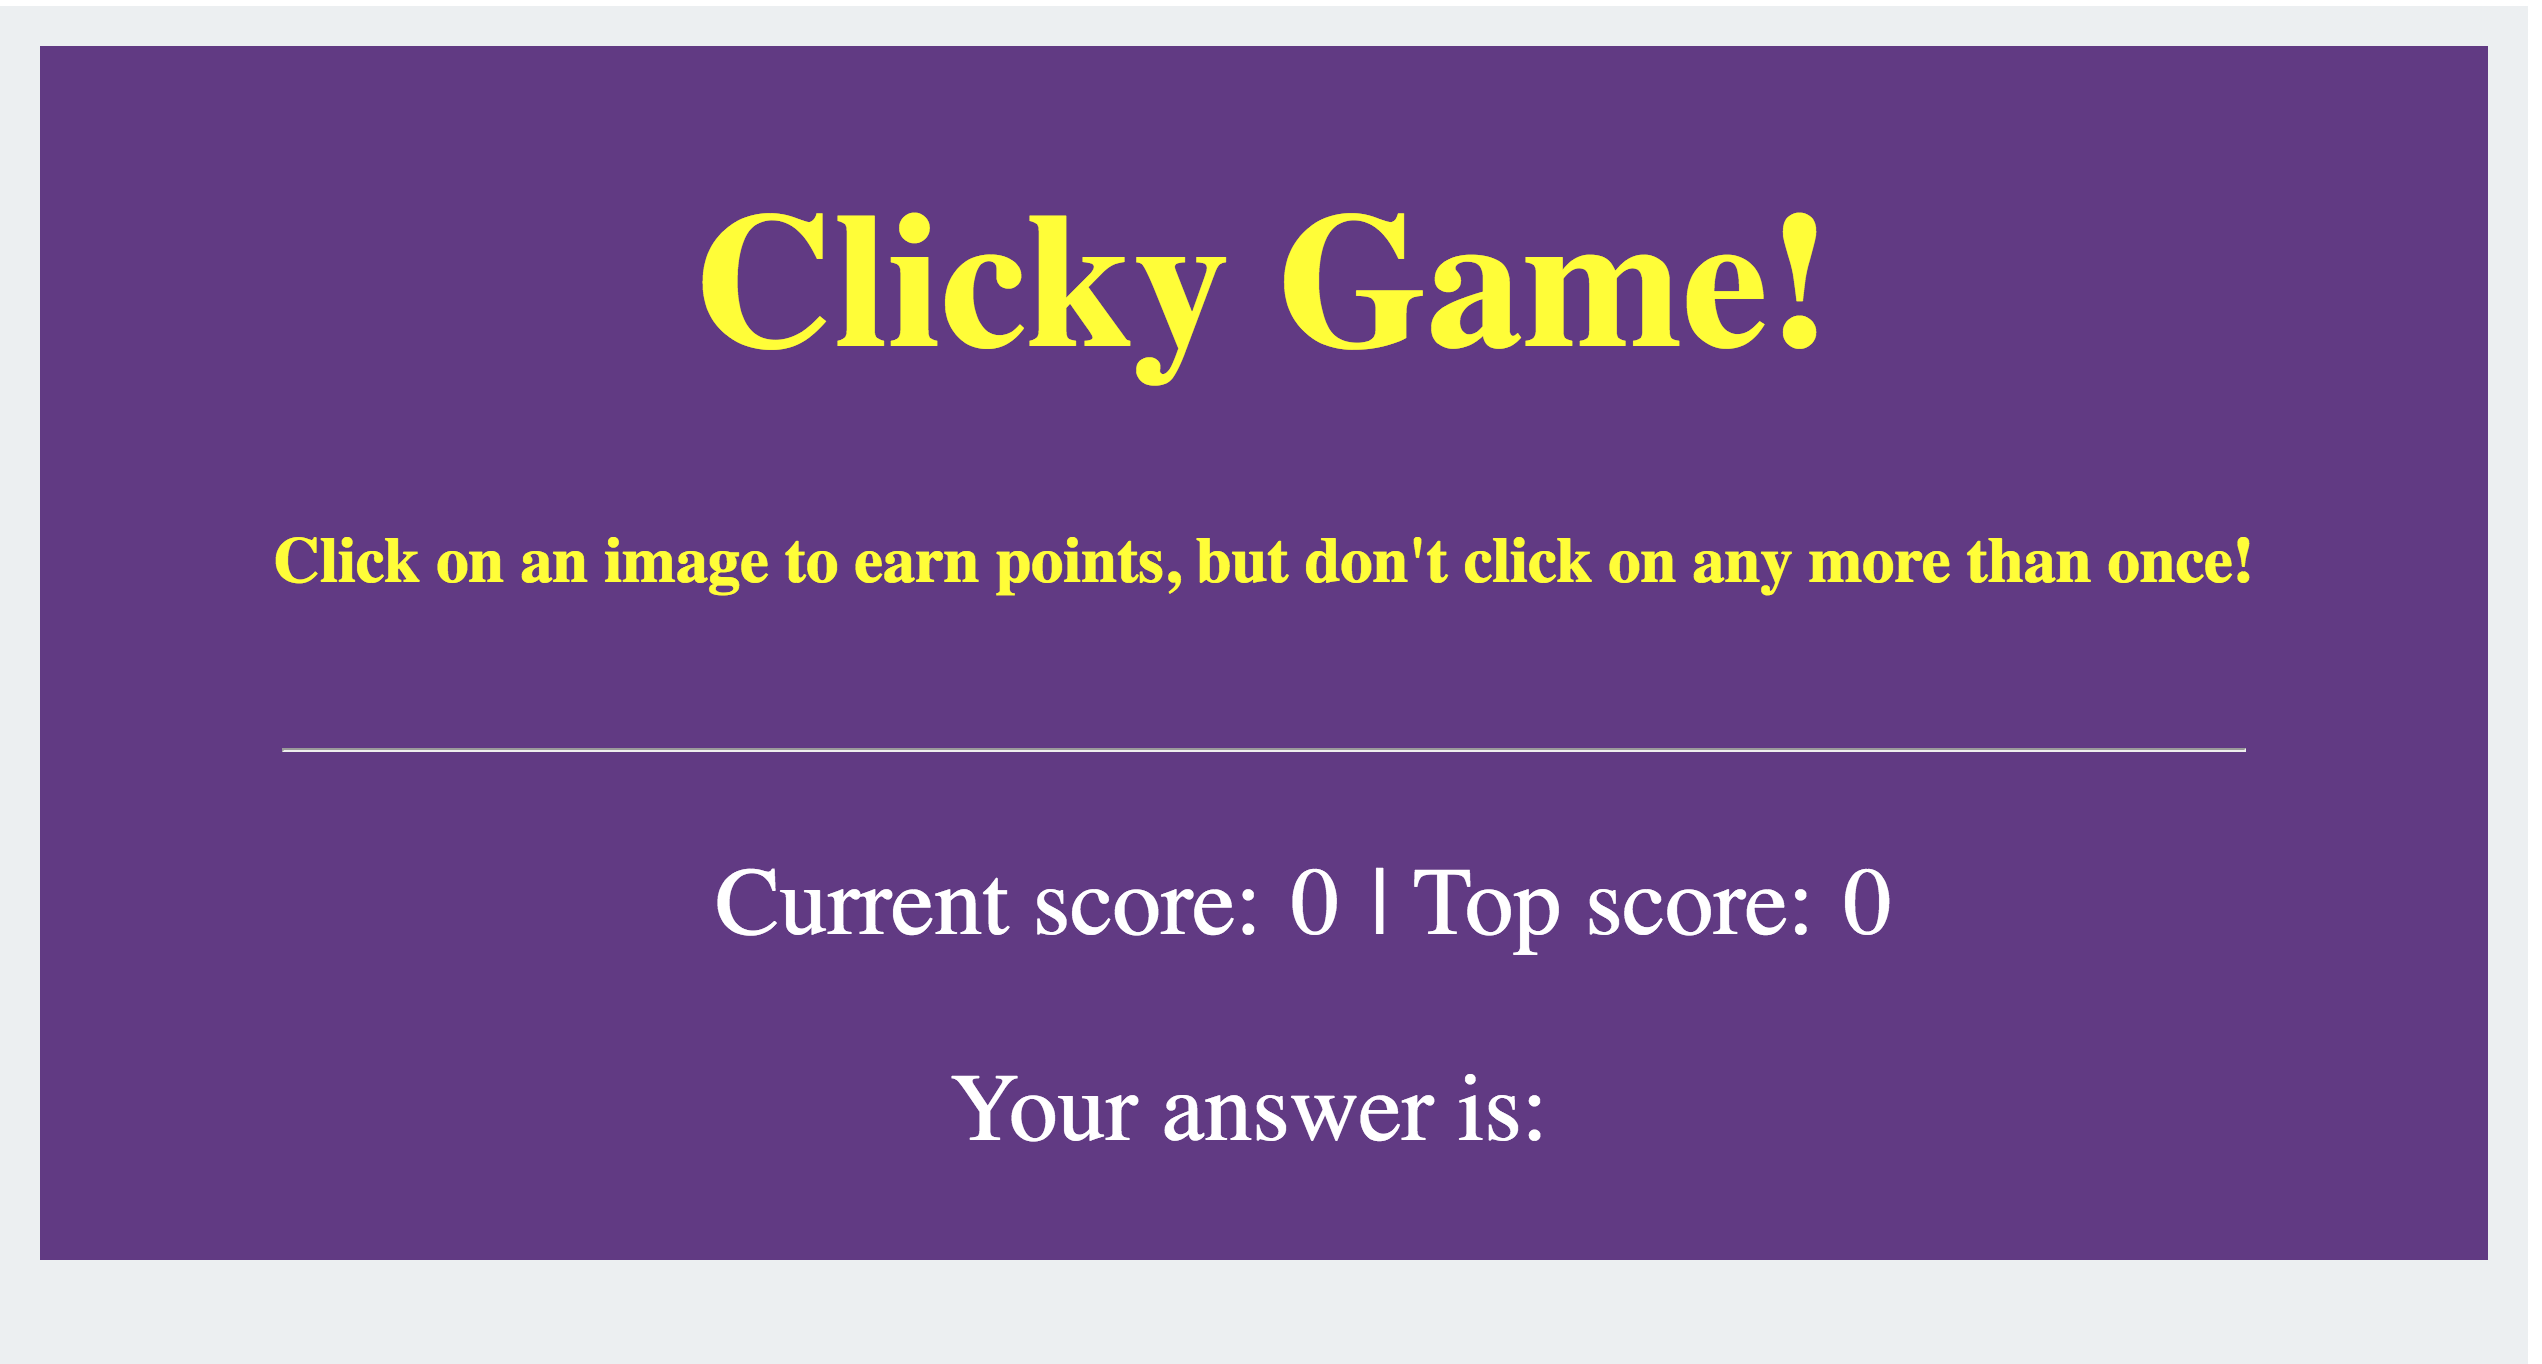 Clicky Game!
Click on an image to earn points, but don't click on any more than once!
Current score: 0 | Top score: 0
Your answer is: